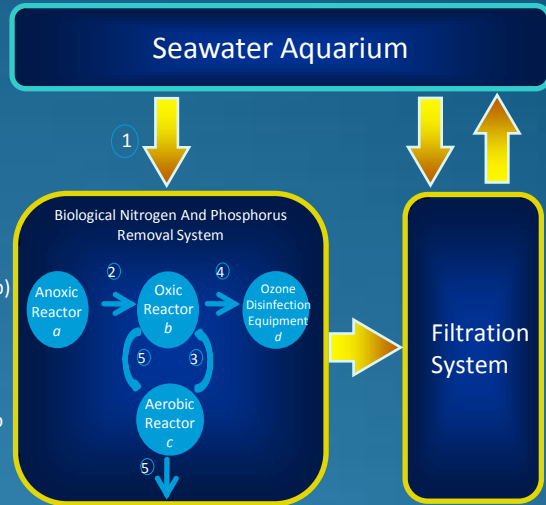 Seawater Aquarium
①
Biological Nitrogen And Phosphorus
Removal System
Anoxic
Reactor
a
②
Oxic
Reactor
b
④
Ozone
Disinfection
Equipment
d
⑤
③
Aerobic
Reactor
c
⑤
Filtration
System